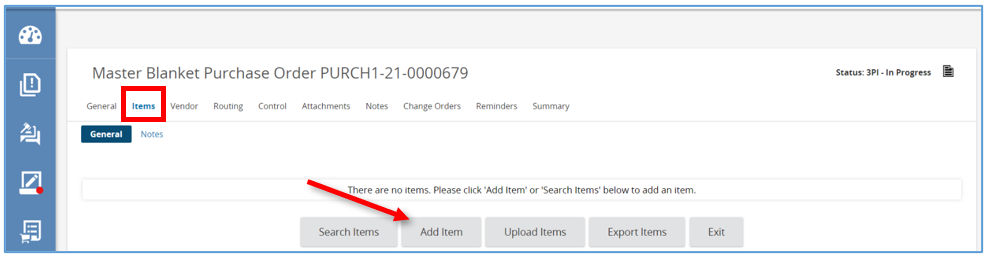 Master Blanket Purchase Order PURCH1-21-0000679
Status: 3PI - In Progress
General Items Vendor Routing Control Attachments Notes Change Orders Reminders Summary
General Notes
There are no items. Please click 'Add Item' or 'Search Items' below to add an item.
Search Items Add Item Upload Items Export Items Exit